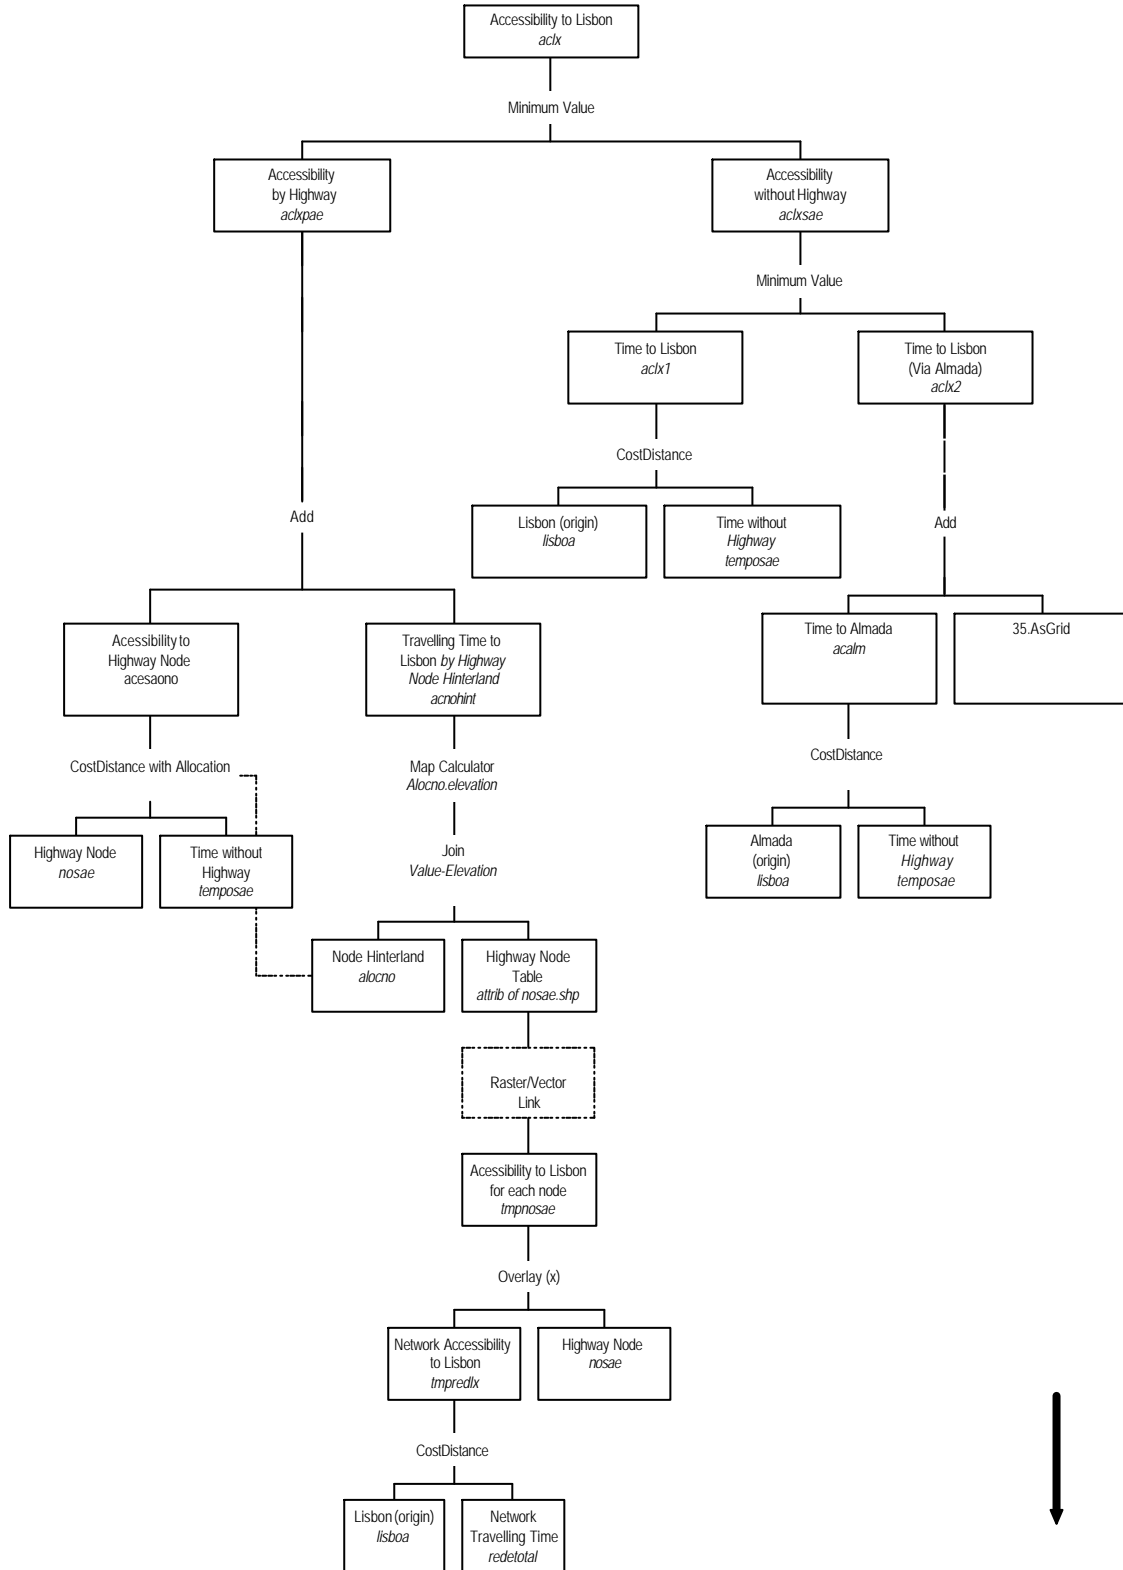 Accessibility to Lisbon
aclx
Minimum Value
Accessibility
by Highway
aclxpae
Accessibility
without Highway
aclxsae
Minimum Value
Time to Lisbon
aclx1
Time to Lisbon
(Via Almada)
aclx2
CostDistance
Lisbon (origin)
lisboa
Time without
Highway
temposae
Add
Add
Acessibility to
Highway Node
acesaono
Travelling Time to
Lisbon by Highway
Node Hinterland
acnohint
Time to Almada
acalm
35.AsGrid
CostDistance with Allocation
Map Calculator
Alocno.elevation
CostDistance
Highway Node
nosae
Time without
Highway
temposae
Join
Value-Elevation
Almada
(origin)
lisboa
Time without
Highway
temposae
Node Hinterland
alocno
Highway Node
Table
attrib of nosae.shp
Raster/Vector
Link
Acessibility to Lisbon
for each node
tmpnosae
Overlay (x)
Network Accessibility
to Lisbon
tmpredlx
Highway Node
nosae
CostDistance
Lisbon (origin)
lisboa
Network
Travelling Time
redetotal